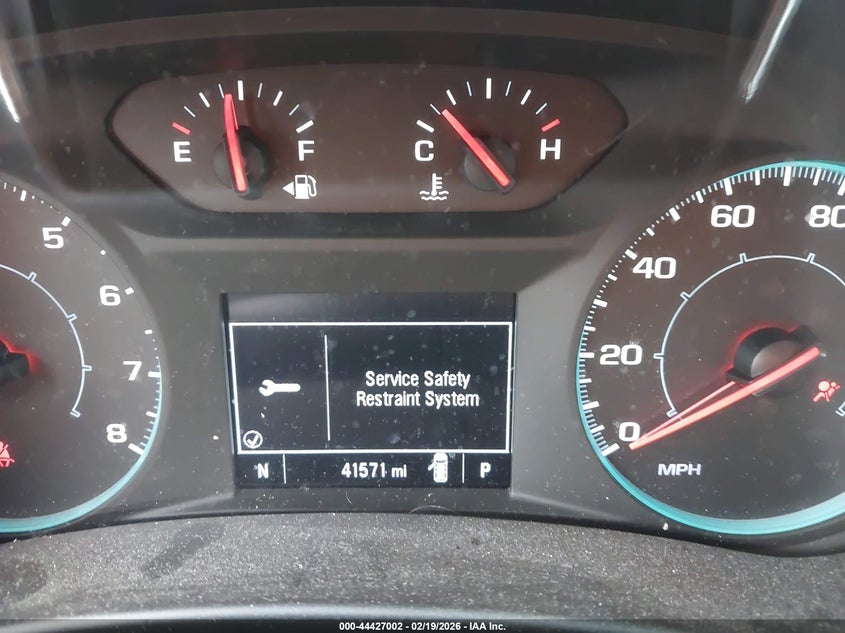 E F
C H
5
6
7
8
0
20
40
60
80
MPH
Service Safety
Restraint System
N 41571 mi P
000-44427002 - 02/19/2026 - IAA Inc.